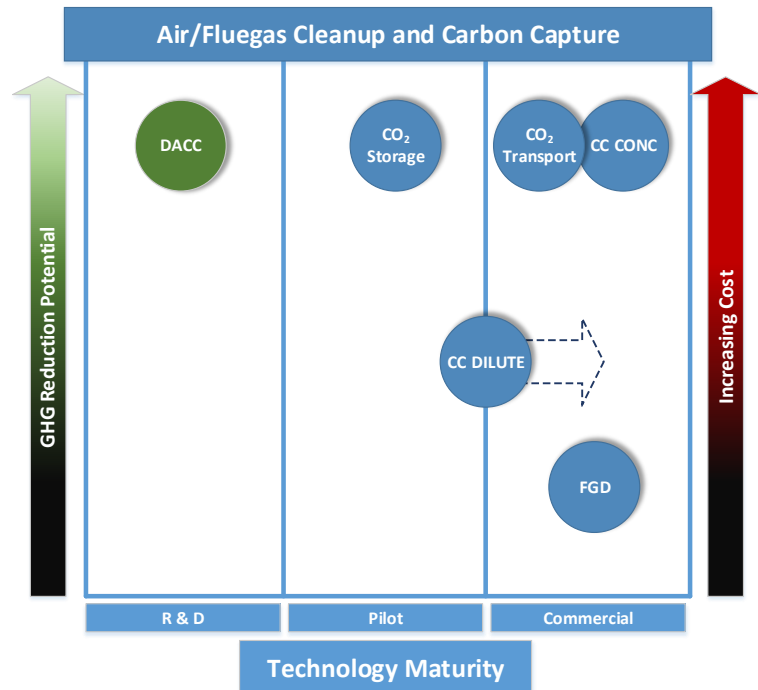 Air/Fluegas Cleanup and Carbon Capture
GHG Reduction Potential
Increasing Cost
DACC
CO₂
Storage
CO₂
Transport
CC CONC
CC DILUTE
FGD
R & D
Pilot
Commercial
Technology Maturity